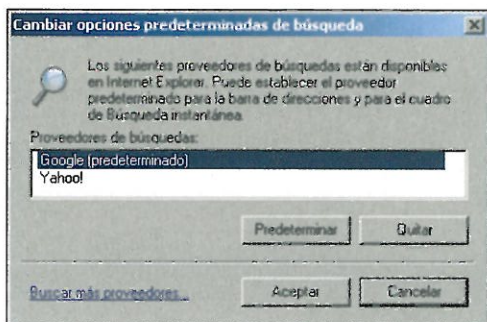 Cambiar opciones predeterminadas de búsqueda
Los siguientes proveedores de búsquedas están disponibles
en Internet Explorar. Puede establecer el proveedor
predeterminado para la barra de direcciones y para el cuadro
de Búsqueda instantánea.
Proveedores de búsquedas:
Google (predeterminado)
Yahoo!
Predeterminar
Quitar
Buscar más proveedores...
Aceptar
Cancelar